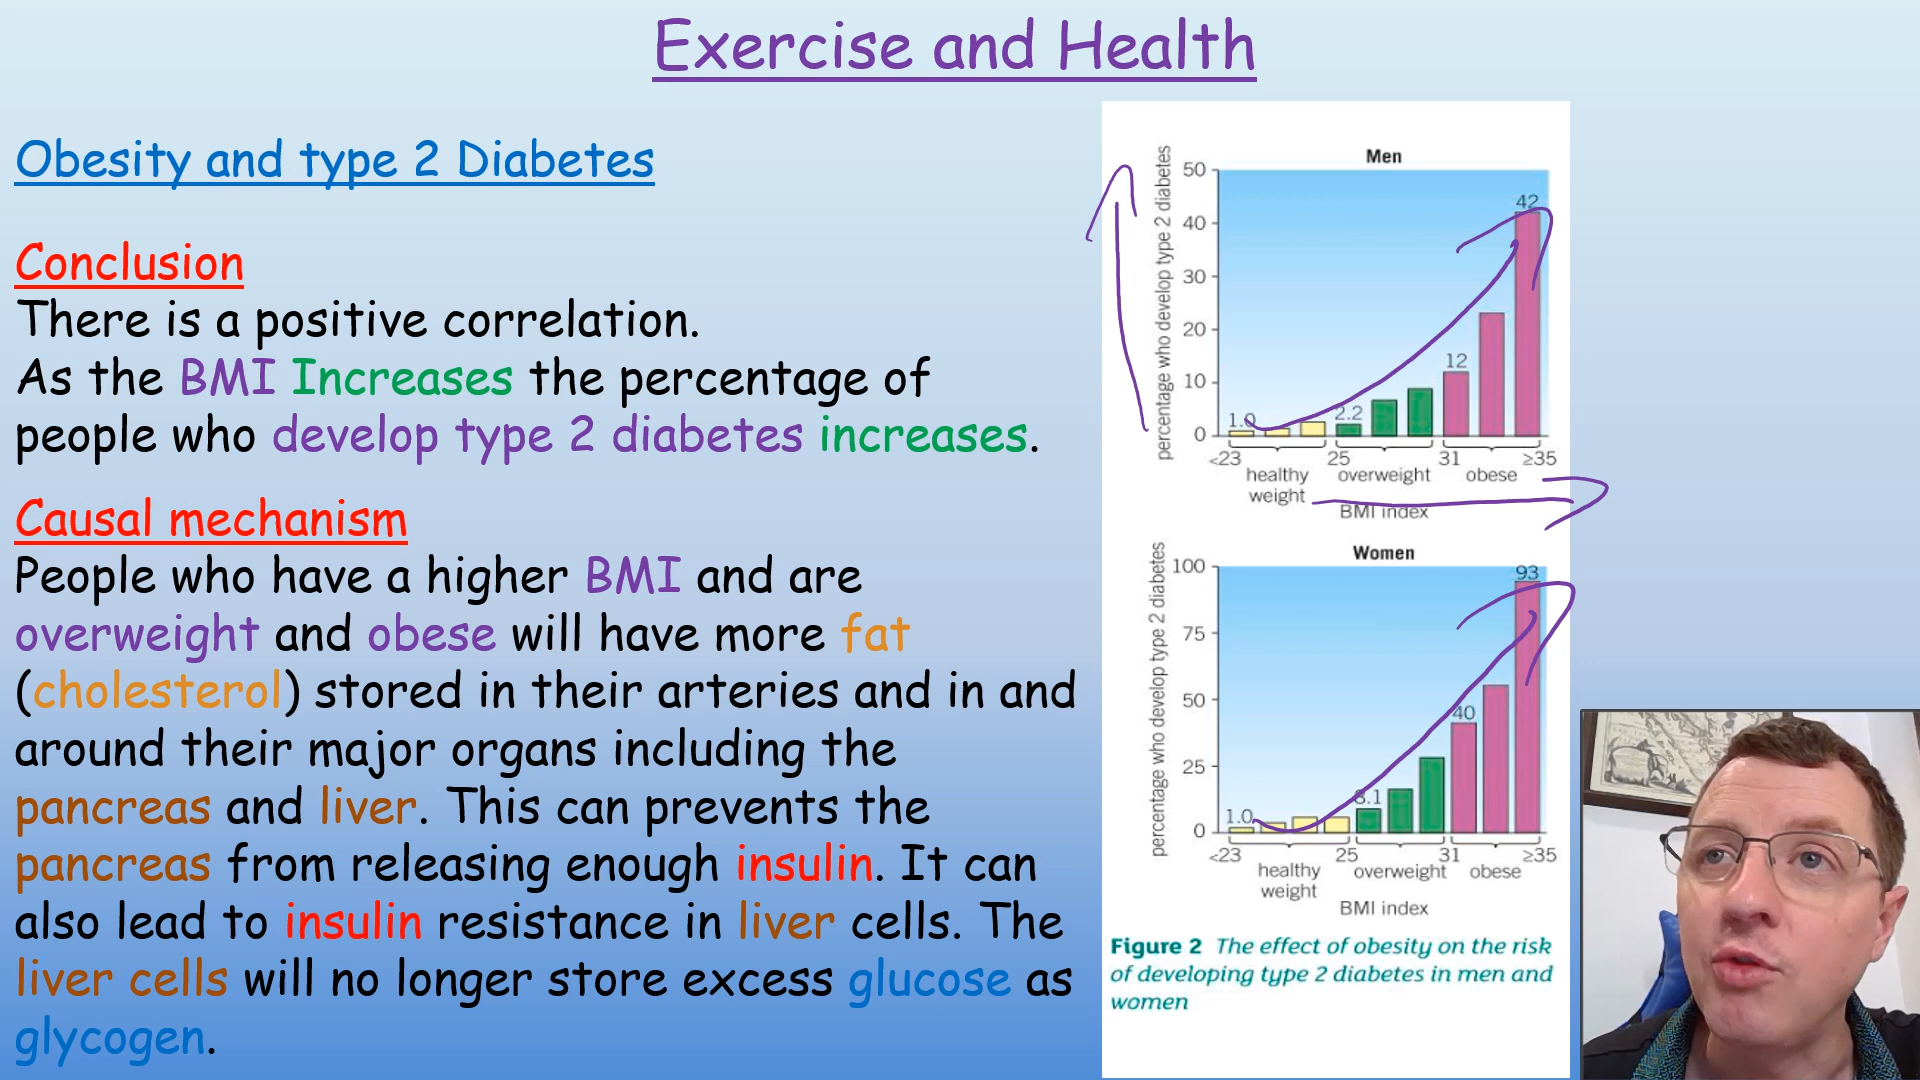 Exercise and Health
Obesity and type 2 Diabetes
Conclusion
There is a positive correlation.
As the BMI Increases the percentage of
people who develop type 2 diabetes increases.
Causal mechanism
People who have a higher BMI and are
overweight and obese will have more fat
(cholesterol) stored in their arteries and in and
around their major organs including the
pancreas and liver. This can prevents the
pancreas from releasing enough insulin. It can
also lead to insulin resistance in liver cells. The
liver cells will no longer store excess glucose as
glycogen.
Men
percentage who develop type 2 diabetes
50
40
30
20
10
0
1.0
2.2
12
42
<23
25
31
≥35
healthy
weight
overweight
obese
BMI index
Women
percentage who develop type 2 diabetes
100
75
50
25
0
1.0
8.1
40
93
<23
25
31
≥35
healthy
weight
overweight
obese
BMI index
Figure 2 The effect of obesity on the risk
of developing type 2 diabetes in men and
women